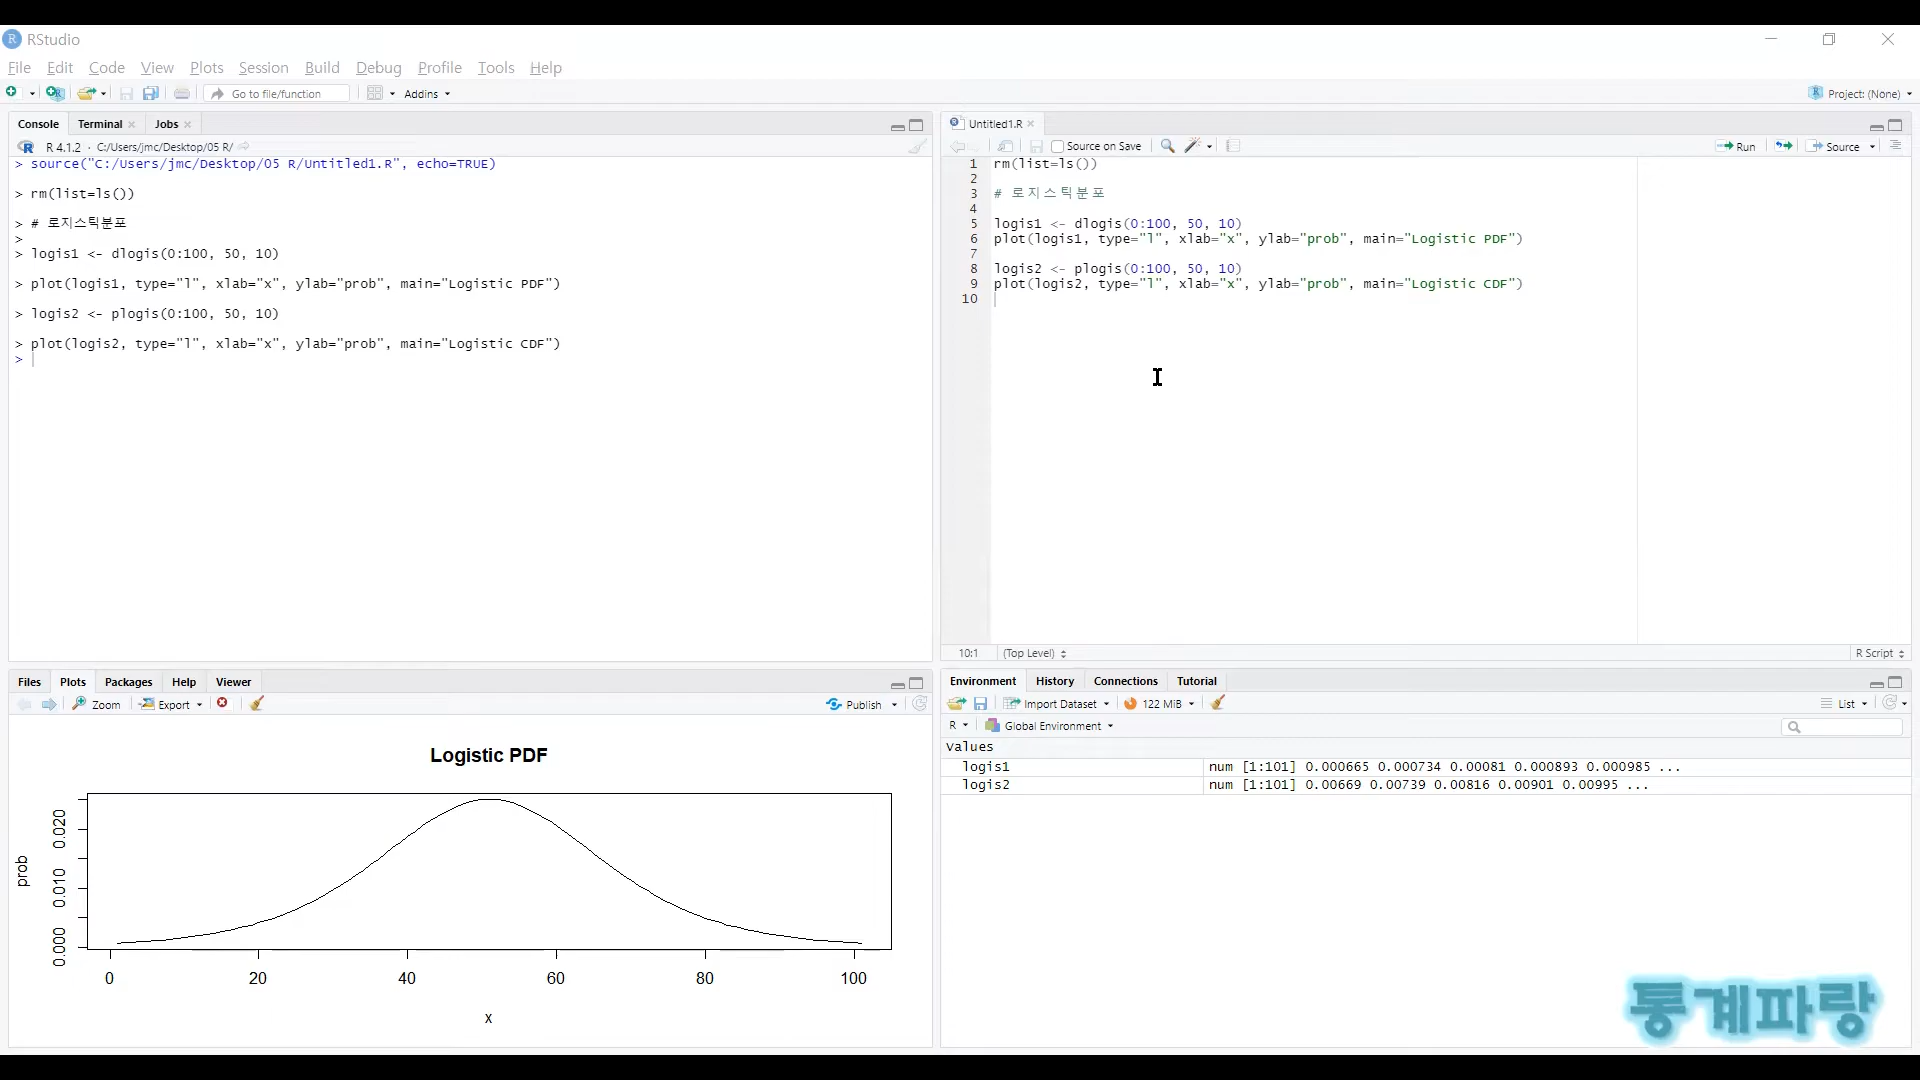 RStudio
File Edit Code View Plots Session Build Debug Profile Tools Help
Go to file/function Addins Project: (None)
Console Terminal Jobs
R 4.1.2 · C:/Users/jmc/Desktop/05 R/
> source("C:/Users/jmc/Desktop/05 R/Untitled1.R", echo=TRUE)
> rm(list=ls())
> # 로지스틱분포
>
> logis1 <- dlogis(0:100, 50, 10)
> plot(logis1, type="l", xlab="x", ylab="prob", main="Logistic PDF")
> logis2 <- plogis(0:100, 50, 10)
> plot(logis2, type="l", xlab="x", ylab="prob", main="Logistic CDF")
>
Untitled1.R
Source on Save Run Source
1 rm(list=ls())
2
3 # 로지스틱분포
4
5 logis1 <- dlogis(0:100, 50, 10)
6 plot(logis1, type="l", xlab="x", ylab="prob", main="Logistic PDF")
7
8 logis2 <- plogis(0:100, 50, 10)
9 plot(logis2, type="l", xlab="x", ylab="prob", main="Logistic CDF")
10
10:1 (Top Level) R Script
Files Plots Packages Help Viewer
Zoom Export Publish
Logistic PDF
prob
0.020
0.010
0.000
0 20 40 60 80 100
x
Environment History Connections Tutorial
Import Dataset 122 MiB List
R Global Environment
Values
logis1 num [1:101] 0.000665 0.000734 0.00081 0.000893 0.000985 ...
logis2 num [1:101] 0.00669 0.00739 0.00816 0.00901 0.00995 ...
통계파랑